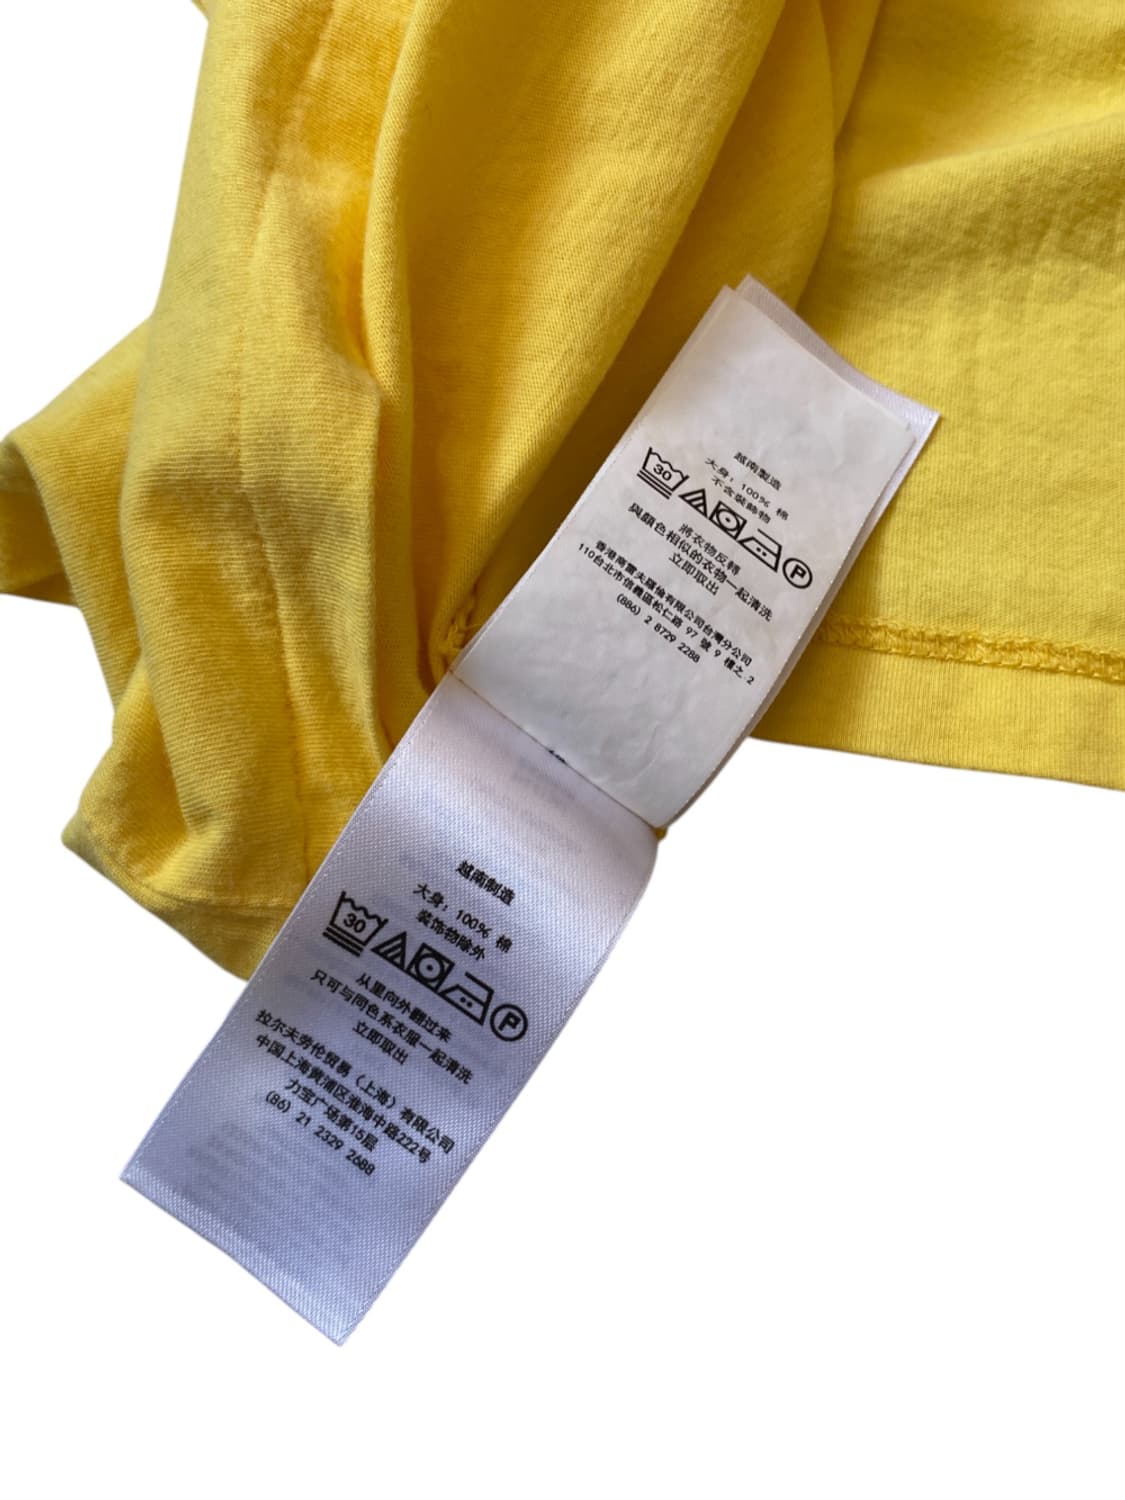 越南製造
大身: 100% 棉
不含裝飾物
30
P
將衣物反轉
與顏色相似的衣物一起清洗
立即取出
香港商雷夫羅倫有限公司台灣分公司
110台北市信義區松仁路 97 號 9 樓之 2
(886) 2 8729 2288
越南制造
大身: 100% 棉
装饰物除外
30
P
从里向外翻过来
只可与同色系衣服一起清洗
立即取出
拉尔夫劳伦贸易 (上海) 有限公司
中国上海黄浦区淮海中路222号
力宝广场第15层
(86) 21 2329 2688